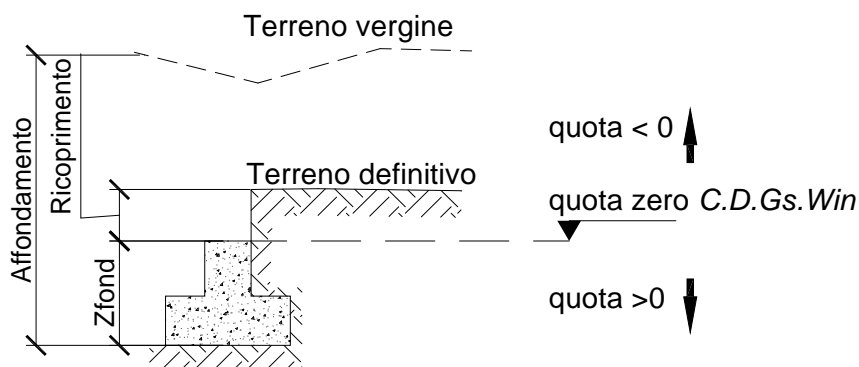 Terreno vergine
Affondamento
Ricoprimento
quota < 0
Terreno definitivo
quota zero C.D.Gs.Win
Zfond
quota >0